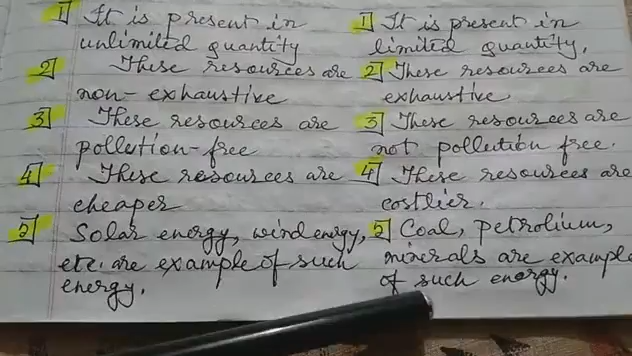 1] It is present in
unlimited quantity
2] These resources are
non-exhaustive
3] These resources are
pollution-free
4] These resources are
cheaper
5] Solar energy, wind energy,
etc. are example of such
energy.
1] It is present in
limited quantity.
2] These resources are
exhaustive
3] These resources are
not pollution free.
4] These resources are
costlier.
5] Coal, petrolium,
minerals are example
of such energy.